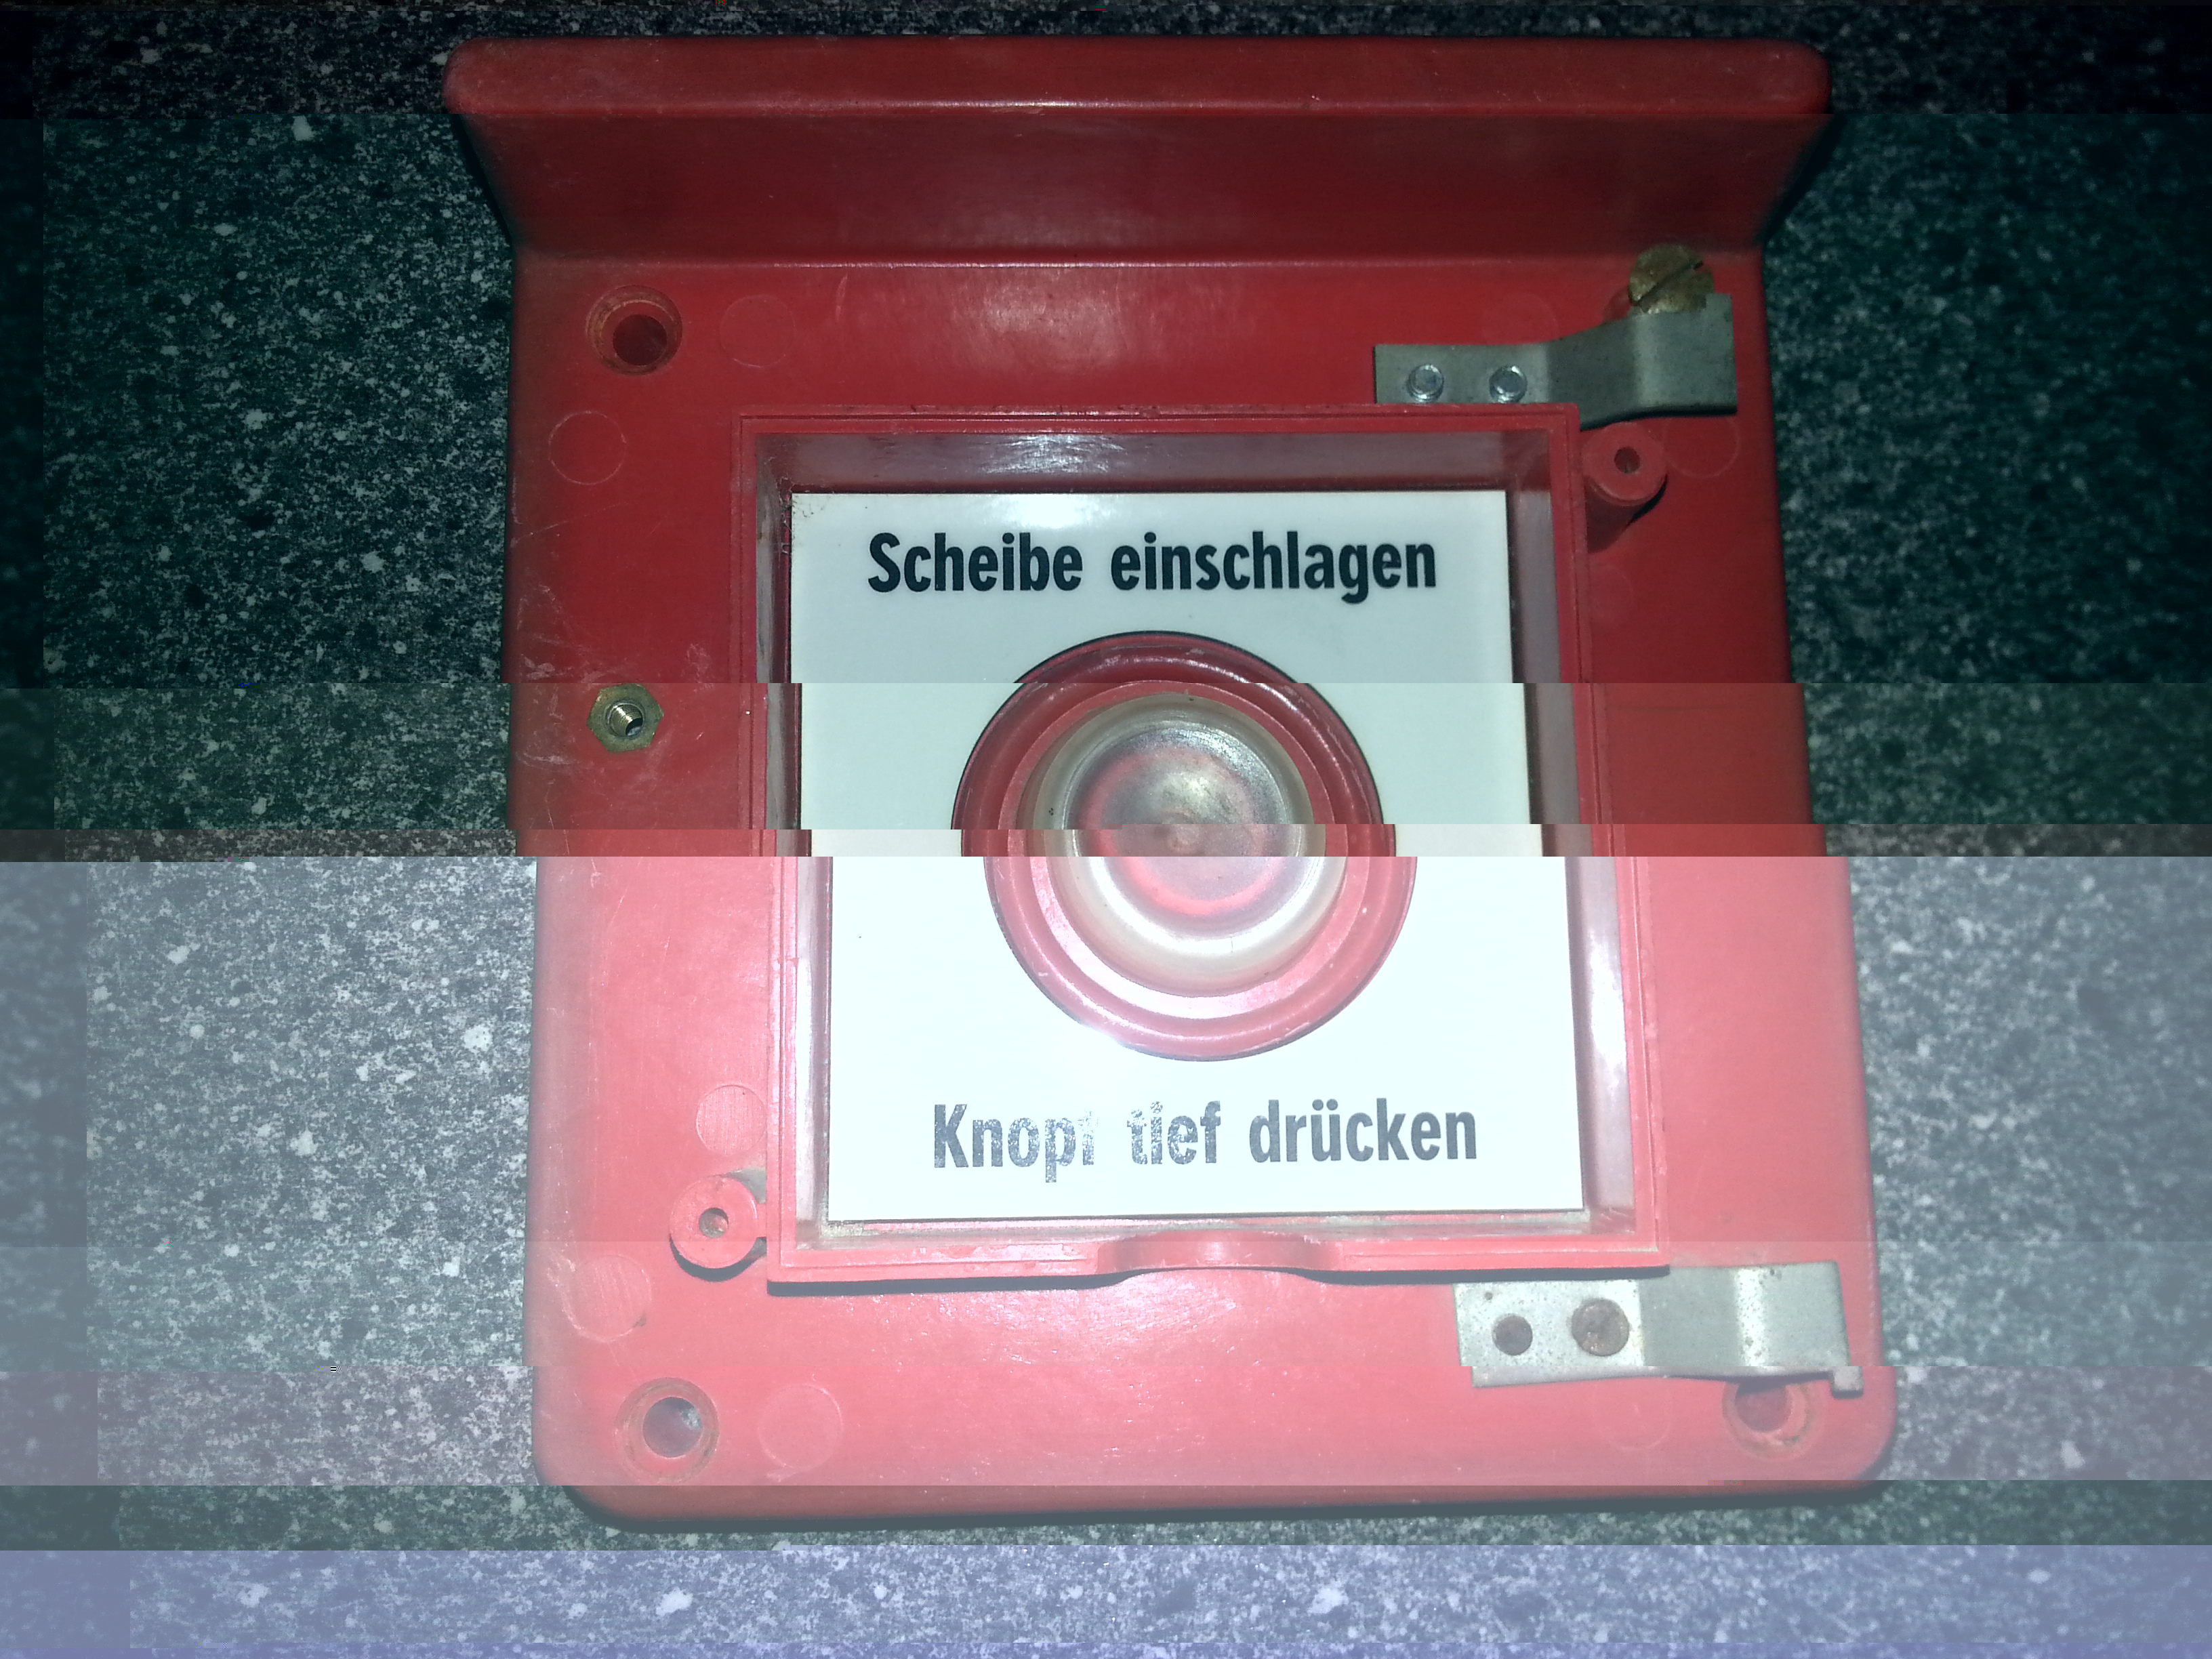 Scheibe einschlagen
Knopf tief drücken